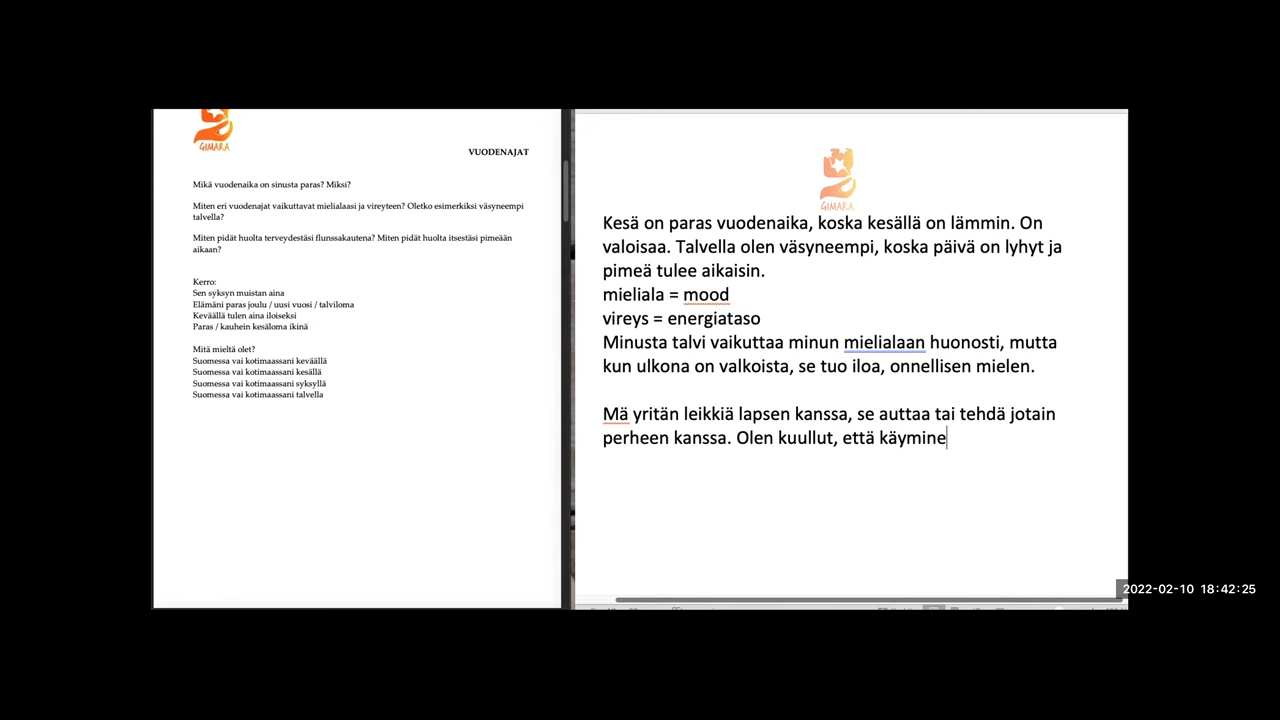 GIMARA
VUODENAJAT
Mikä vuodenaika on sinusta paras? Miksi?
Miten eri vuodenajat vaikuttavat mielialaasi ja vireyteen? Oletko esimerkiksi väsyneempi
talvella?
Miten pidät huolta terveydestäsi flunssakautena? Miten pidät huolta itsestäsi pimeään
aikaan?
Kerro:
Sen syksyn muistan aina
Elämäni paras joulu / uusi vuosi / talviloma
Keväällä tulen aina iloiseksi
Paras / kauhein kesäloma ikinä
Mitä mieltä olet?
Suomessa vai kotimaassani keväällä
Suomessa vai kotimaassani kesällä
Suomessa vai kotimaassani syksyllä
Suomessa vai kotimaassani talvella
GIMARA
Kesä on paras vuodenaika, koska kesällä on lämmin. On
valoisaa. Talvella olen väsyneempi, koska päivä on lyhyt ja
pimeä tulee aikaisin.
mieliala = mood
vireys = energiataso
Minusta talvi vaikuttaa minun mielialaan huonosti, mutta
kun ulkona on valkoista, se tuo iloa, onnellisen mielen.
Mä yritän leikkiä lapsen kanssa, se auttaa tai tehdä jotain
perheen kanssa. Olen kuullut, että käymine
2022-02-10 18:42:25